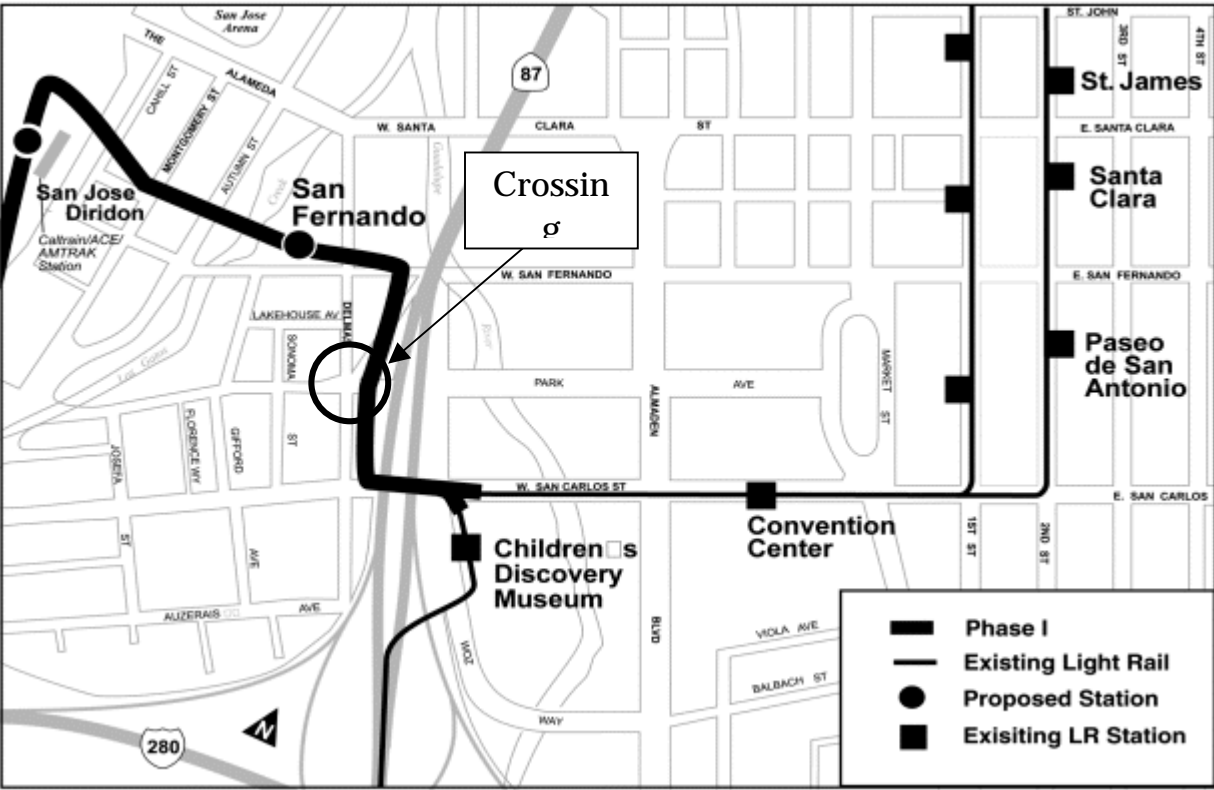 San Jose
Arena
THE
ALAMEDA
CAHILL ST
MONTGOMERY ST
AUTUMN ST
87
ST. JOHN
3RD ST
4TH ST
St. James
W. SANTA
CLARA
ST
E. SANTA CLARA
Guadalupe
Creek
San Jose
Diridon
Caltrain/ACE/
AMTRAK
Station
San
Fernando
Crossin
g
Santa
Clara
W. SAN FERNANDO
E. SAN FERNANDO
LAKEHOUSE AV
DELMAS
SONOMA
ST
Los Gatos
River
PARK
AVE
ALMADEN
BLVD
MARKET ST
Paseo
de San
Antonio
JOSEFA
ST
FLORENCE WY
GIFFORD
AVE
W. SAN CARLOS ST
E. SAN CARLOS
Convention
Center
1ST ST
2ND ST
Children□s
Discovery
Museum
AUZERAIS □□
AVE
WOZ
WAY
VIOLA AVE
BALBACH ST
N
280
Phase I
Existing Light Rail
Proposed Station
Exisiting LR Station